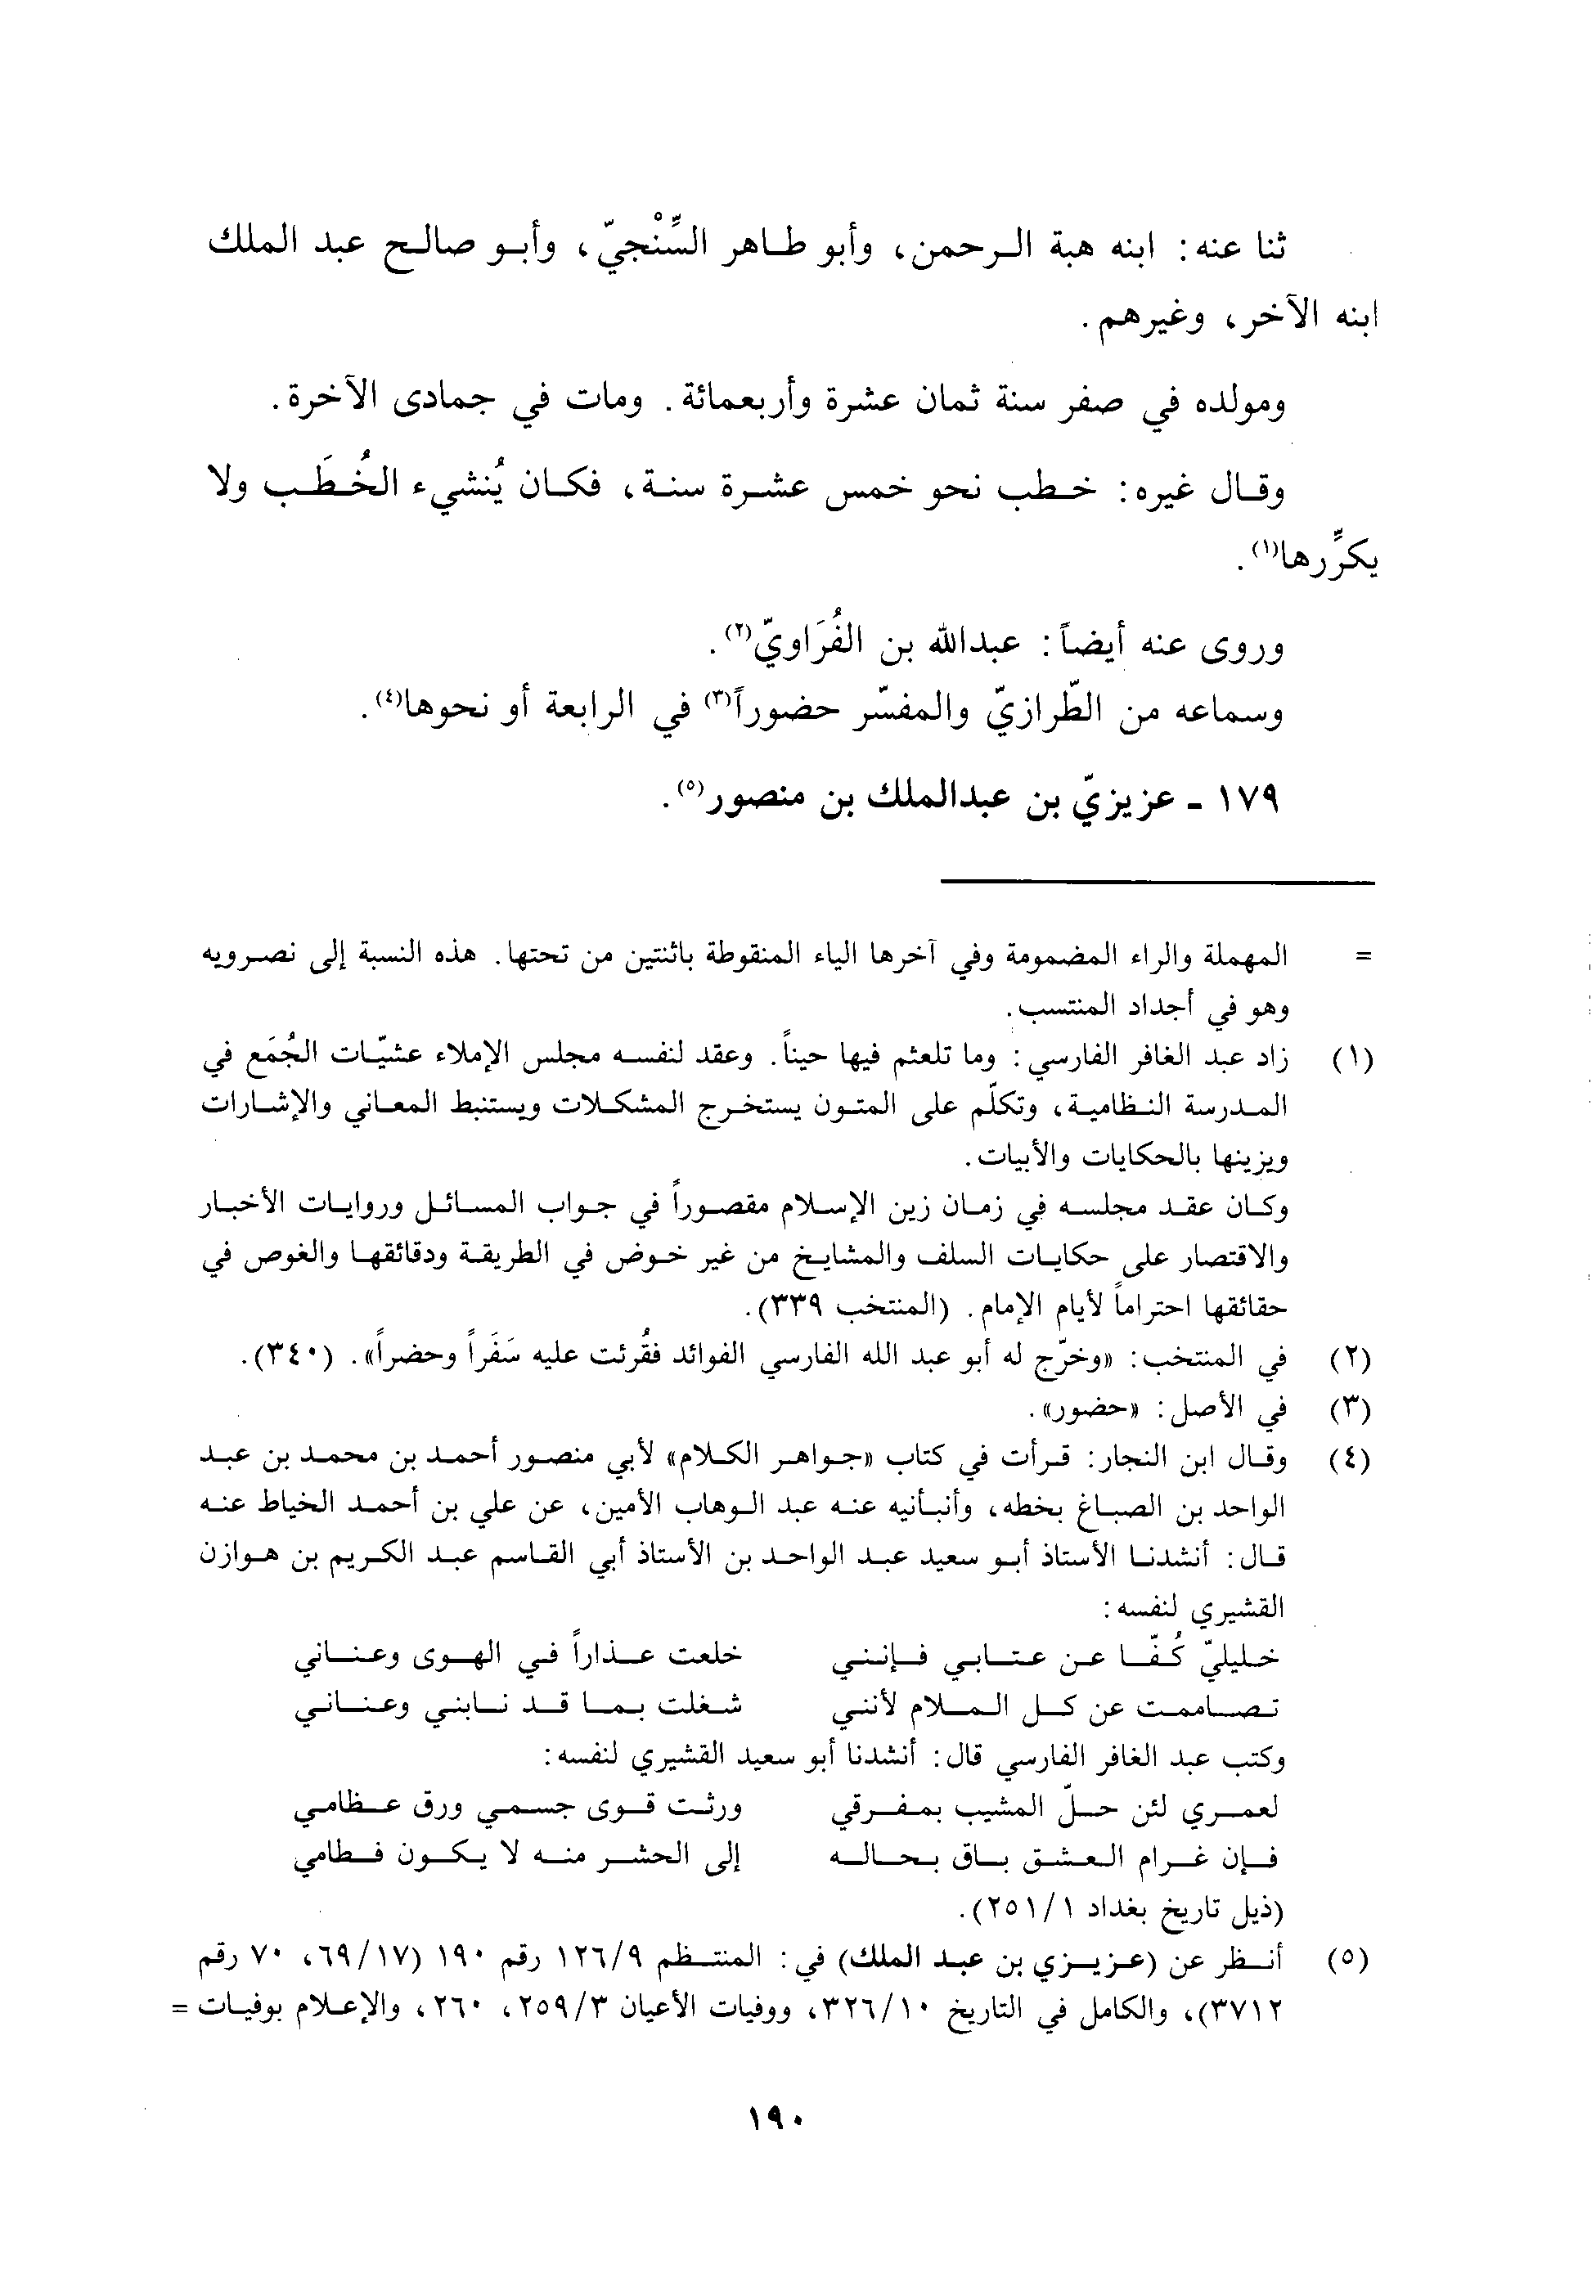 ثنا عنه: ابنه هبة الرحمن، وأبو طاهر السِّنْجيّ، وأبو صالح عبد الملك
ابنه الآخر، وغيرهم.
ومولده في صفر سنة ثمان عشرة وأربعمائة. ومات في جمادى الآخرة.
وقال غيره: خطب نحو خمس عشرة سنة، فكان يُنشيء الخُطَب ولا
يكرِّرها(١).
وروى عنه أيضاً: عبدالله بن الفُرَاويّ(٢).
وسماعه من الطّرازيّ والمفسّر حضوراً(٣) في الرابعة أو نحوها(٤).
١٧٩ - عزيزيّ بن عبدالملك بن منصور(٥).
= المهملة والراء المضمومة وفي آخرها الياء المنقوطة باثنتين من تحتها. هذه النسبة إلى نصرويه
وهو في أجداد المنتسب.
(١) زاد عبد الغافر الفارسي: وما تلعثم فيها حيناً. وعقد لنفسه مجلس الإملاء عشيّات الجُمَع في
المدرسة النظامية، وتكلّم على المتون يستخرج المشكلات ويستنبط المعاني والإشارات
ويزينها بالحكايات والأبيات.
وكان عقد مجلسه في زمان زين الإسلام مقصوراً في جواب المسائل وروايات الأخبار
والاقتصار على حكايات السلف والمشايخ من غير خوض في الطريقة ودقائقها والغوص في
حقائقها احتراماً لأيام الإمام. (المنتخب ٣٣٩).
(٢) في المنتخب: «وخرّج له أبو عبد الله الفارسي الفوائد فقُرئت عليه سَفَراً وحضراً». (٣٤٠).
(٣) في الأصل: «حضور».
(٤) وقال ابن النجار: قرأت في كتاب «جواهر الكلام» لأبي منصور أحمد بن محمد بن عبد
الواحد بن الصباغ بخطه، وأنبأنيه عنه عبد الوهاب الأمين، عن علي بن أحمد الخياط عنه
قال: أنشدنا الأستاذ أبو سعيد عبد الواحد بن الأستاذ أبي القاسم عبد الكريم بن هوازن
القشيري لنفسه:
خليليّ كُفّا عن عتابي فإنني خلعت عذاراً في الهوى وعناني
تصاممت عن كل الملام لأنني شغلت بما قد نابني وعناني
وكتب عبد الغافر الفارسي قال: أنشدنا أبو سعيد القشيري لنفسه:
لعمري لئن حلّ المشيب بمفرقي ورثت قوى جسمي ورق عظامي
فإن غرام العشق باق بحاله إلى الحشر منه لا يكون فطامي
(ذيل تاريخ بغداد ١/ ٢٥١).
(٥) أنظر عن (عزيزي بن عبد الملك) في: المنتظم ٩/ ١٢٦ رقم ١٩٠ (١٧/ ٦٩، ٧٠ رقم
٣٧١٢)، والكامل في التاريخ ١٠/ ٣٢٦، ووفيات الأعيان ٣/ ٢٥٩، ٢٦٠، والإعلام بوفيات =
١٩٠